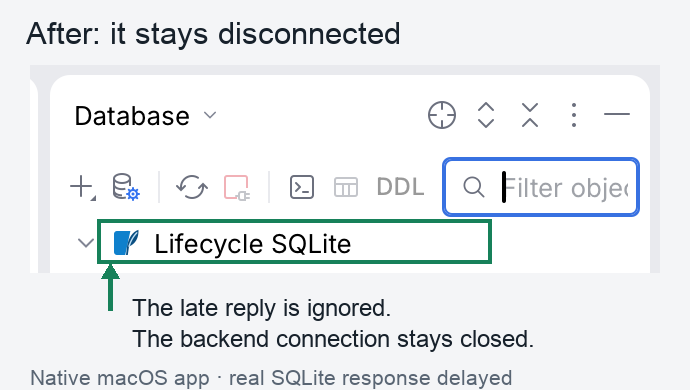 After: it stays disconnected
Database
DDL
Filter objec
Lifecycle SQLite
The late reply is ignored.
The backend connection stays closed.
Native macOS app · real SQLite response delayed